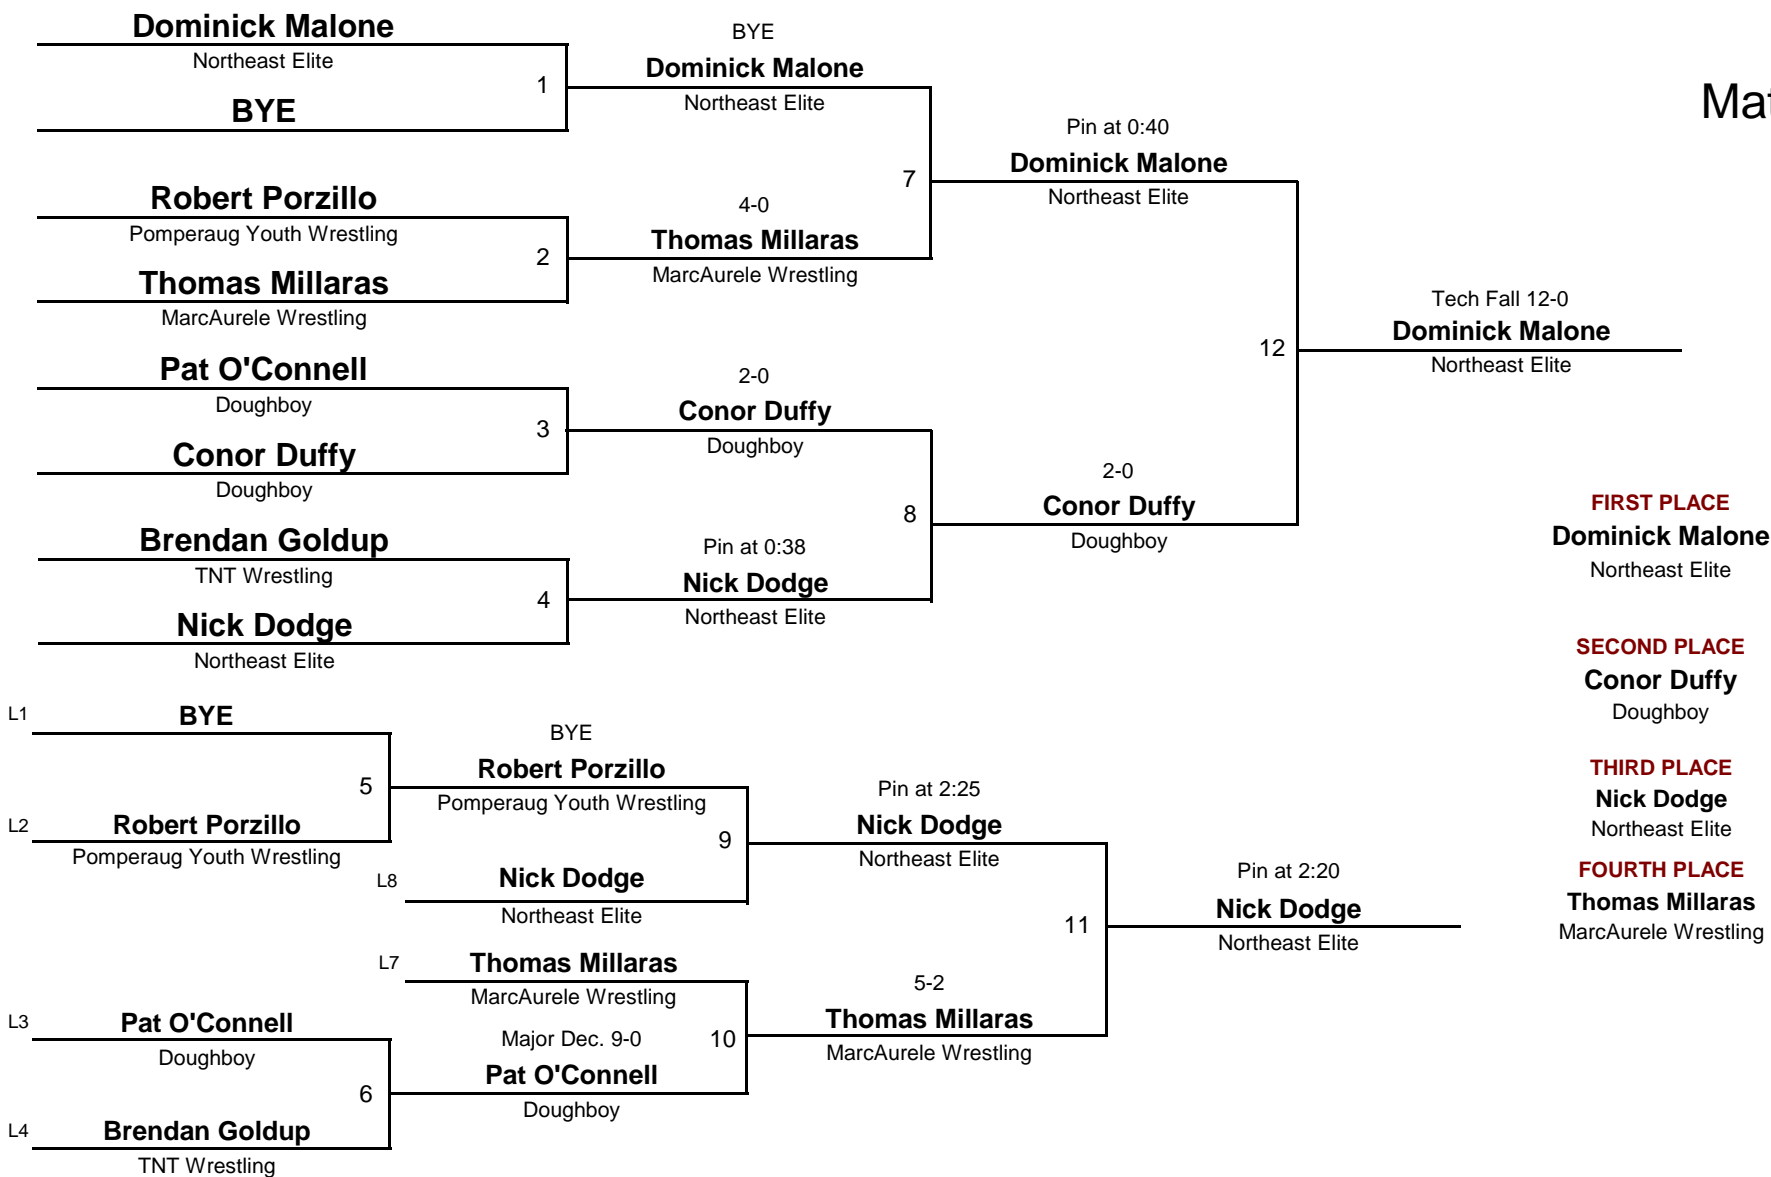 Dominick Malone
Northeast Elite
1
BYE
BYE
Dominick Malone
Northeast Elite
Robert Porzillo
Pomperaug Youth Wrestling
2
Thomas Millaras
MarcAurele Wrestling
4-0
Thomas Millaras
MarcAurele Wrestling
7
Pin at 0:40
Dominick Malone
Northeast Elite
Pat O'Connell
Doughboy
3
Conor Duffy
Doughboy
2-0
Conor Duffy
Doughboy
Brendan Goldup
TNT Wrestling
4
Nick Dodge
Northeast Elite
Pin at 0:38
Nick Dodge
Northeast Elite
8
2-0
Conor Duffy
Doughboy
12
Tech Fall 12-0
Dominick Malone
Northeast Elite
L1
BYE
5
L2
Robert Porzillo
Pomperaug Youth Wrestling
BYE
Robert Porzillo
Pomperaug Youth Wrestling
9
L8
Nick Dodge
Northeast Elite
Pin at 2:25
Nick Dodge
Northeast Elite
L7
Thomas Millaras
MarcAurele Wrestling
L3
Pat O'Connell
Doughboy
6
L4
Brendan Goldup
TNT Wrestling
Major Dec. 9-0
Pat O'Connell
Doughboy
10
5-2
Thomas Millaras
MarcAurele Wrestling
11
Pin at 2:20
Nick Dodge
Northeast Elite
FIRST PLACE
Dominick Malone
Northeast Elite
SECOND PLACE
Conor Duffy
Doughboy
THIRD PLACE
Nick Dodge
Northeast Elite
FOURTH PLACE
Thomas Millaras
MarcAurele Wrestling